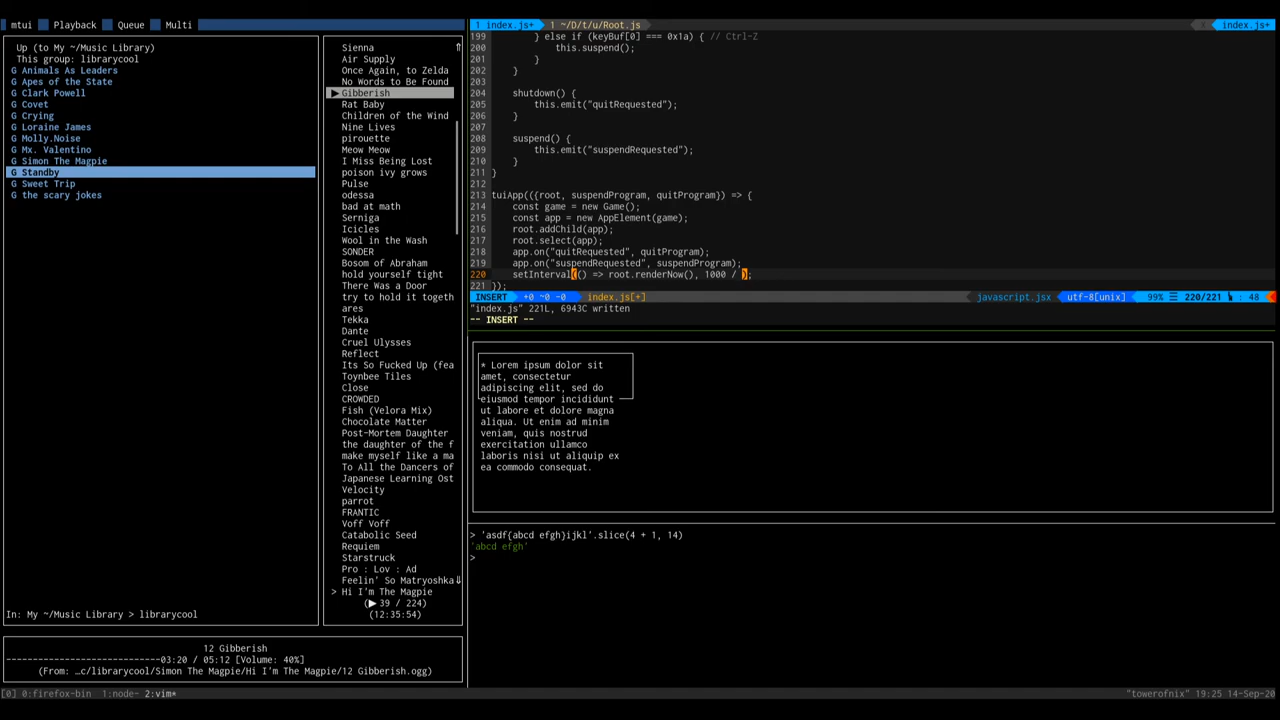 mtui Playback Queue Multi
Up (to My ~/Music Library)
This group: librarycool
G Animals As Leaders
G Apes of the State
G Clark Powell
G Covet
G Crying
G Loraine James
G Molly.Noise
G Mx. Valentino
G Simon The Magpie
G Standby
G Sweet Trip
G the scary jokes
In: My ~/Music Library > librarycool
Sienna ⇑
Air Supply
Once Again, to Zelda
No Words to Be Found
▶ Gibberish
Rat Baby
Children of the Wind
Nine Lives
pirouette
Meow Meow
I Miss Being Lost
poison ivy grows
Pulse
odessa
bad at math
Serniga
Icicles
Wool in the Wash
SONDER
Bosom of Abraham
hold yourself tight
There Was a Door
try to hold it togeth
ares
Tekka
Dante
Cruel Ulysses
Reflect
Its So Fucked Up (fea
Toynbee Tiles
Close
CROWDED
Fish (Velora Mix)
Chocolate Matter
Post-Mortem Daughter
the daughter of the f
make myself like a ma
To All the Dancers of
Japanese Learning Ost
Velocity
parrot
FRANTIC
Voff Voff
Catabolic Seed
Requiem
Starstruck
Pro : Lov : Ad
Feelin' So Matryoshka⇓
> Hi I'm The Magpie
(▶ 39 / 224)
(12:35:54)
12 Gibberish
-----------------------------03:20 / 05:12 [Volume: 40%]
(From: …c/librarycool/Simon The Magpie/Hi I'm The Magpie/12 Gibberish.ogg)
1 index.js+ 1 ~/D/t/u/Root.js index.js+
199 } else if (keyBuf[0] === 0x1a) { // Ctrl-Z
200 this.suspend();
201 }
202 }
203
204 shutdown() {
205 this.emit("quitRequested");
206 }
207
208 suspend() {
209 this.emit("suspendRequested");
210 }
211 }
212
213 tuiApp(({root, suspendProgram, quitProgram}) => {
214 const game = new Game();
215 const app = new AppElement(game);
216 root.addChild(app);
217 root.select(app);
218 app.on("quitRequested", quitProgram);
219 app.on("suspendRequested", suspendProgram);
220 setInterval(() => root.renderNow(), 1000 / );
221 });
INSERT +0 ~0 -0 index.js[+] javascript.jsx utf-8[unix] 99% ☰ 220/221 : 48
"index.js" 221L, 6943C written
-- INSERT --
* Lorem ipsum dolor sit
amet, consectetur
adipiscing elit, sed do
eiusmod tempor incididunt
ut labore et dolore magna
aliqua. Ut enim ad minim
veniam, quis nostrud
exercitation ullamco
laboris nisi ut aliquip ex
ea commodo consequat.
> 'asdf{abcd efgh}ijkl'.slice(4 + 1, 14)
'abcd efgh'
>
[0] 0:firefox-bin 1:node- 2:vim* "towerofnix" 19:25 14-Sep-20